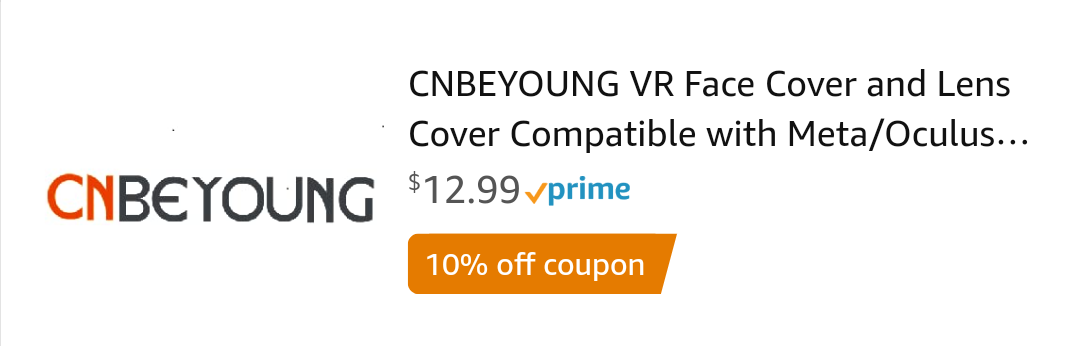 CNBEYOUNG
CNBEYOUNG VR Face Cover and Lens
Cover Compatible with Meta/Oculus...
$12.99 prime
10% off coupon